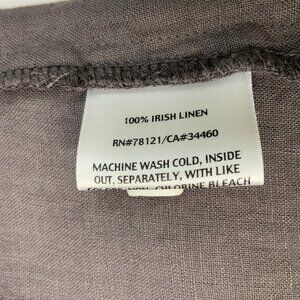 100% IRISH LINEN
RN#78121/CA#34460
MACHINE WASH COLD, INSIDE
OUT, SEPARATELY, WITH LIKE
NON-CHLORINE BLEACH